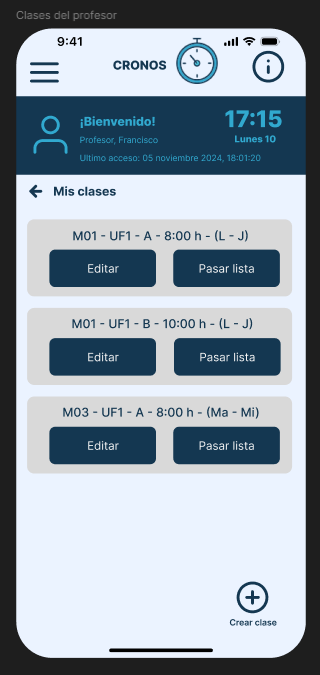 Clases del profesor
9:41
CRONOS
¡Bienvenido!
17:15
Profesor, Francisco
Lunes 10
Ultimo acceso: 05 noviembre 2024, 18:01:20
Mis clases
M01 - UF1 - A - 8:00 h - (L - J)
Editar
Pasar lista
M01 - UF1 - B - 10:00 h - (L - J)
Editar
Pasar lista
M03 - UF1 - A - 8:00 h - (Ma - Mi)
Editar
Pasar lista
Crear clase